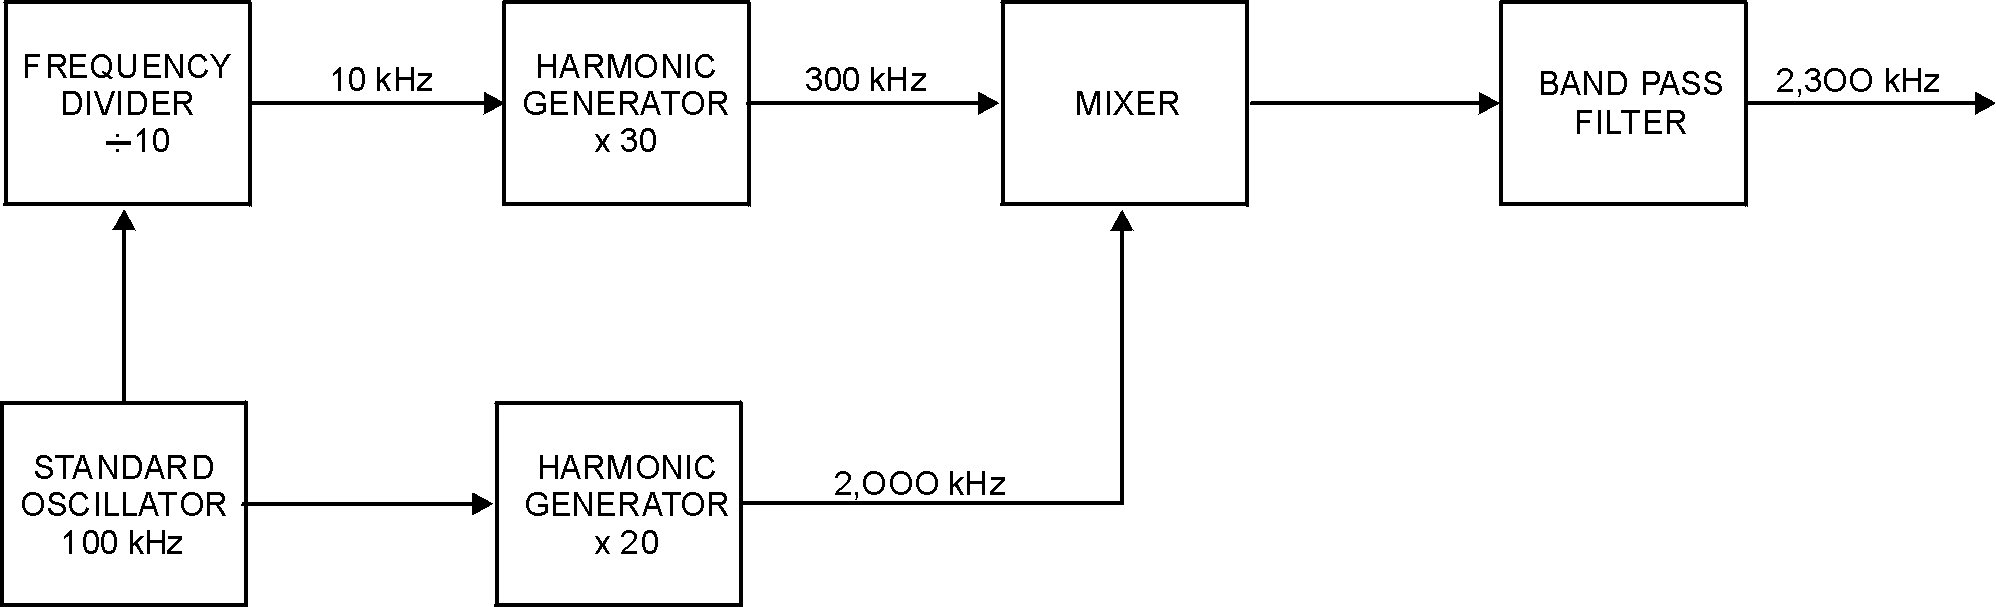 FREQUENCY
DIVIDER
÷10
10 kHz
HARMONIC
GENERATOR
x 30
300 kHz
MIXER
BAND PASS
FILTER
2,3OO kHz
STANDARD
OSCILLATOR
100 kHz
HARMONIC
GENERATOR
x 20
2,OOO kHz